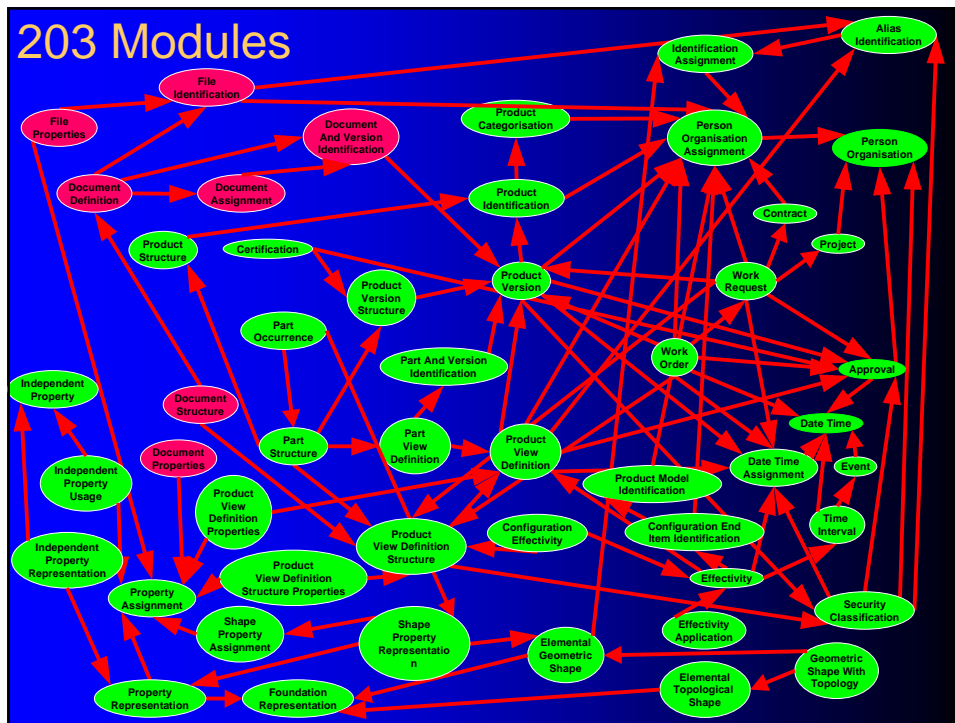 203 Modules
Alias
Identification
Identification
Assignment
File
Identification
File
Properties
Product
Categorisation
Document
And Version
Identification
Person
Organisation
Assignment
Person
Organisation
Document
Definition
Document
Assignment
Product
Identification
Contract
Product
Structure
Certification
Project
Product
Version
Work
Request
Product
Version
Structure
Part
Occurrence
Part And Version
Identification
Work
Order
Approval
Independent
Property
Document
Structure
Date Time
Part
Structure
Part
View
Definition
Product
View
Definition
Document
Properties
Date Time
Assignment
Event
Independent
Property
Usage
Product Model
Identification
Product
View
Definition
Properties
Time
Interval
Configuration
Effectivity
Configuration End
Item Identification
Product
View Definition
Structure
Independent
Property
Representation
Product
View Definition
Structure Properties
Effectivity
Property
Assignment
Security
Classification
Shape
Property
Assignment
Shape
Property
Representatio
n
Effectivity
Application
Elemental
Geometric
Shape
Geometric
Shape With
Topology
Property
Representation
Foundation
Representation
Elemental
Topological
Shape